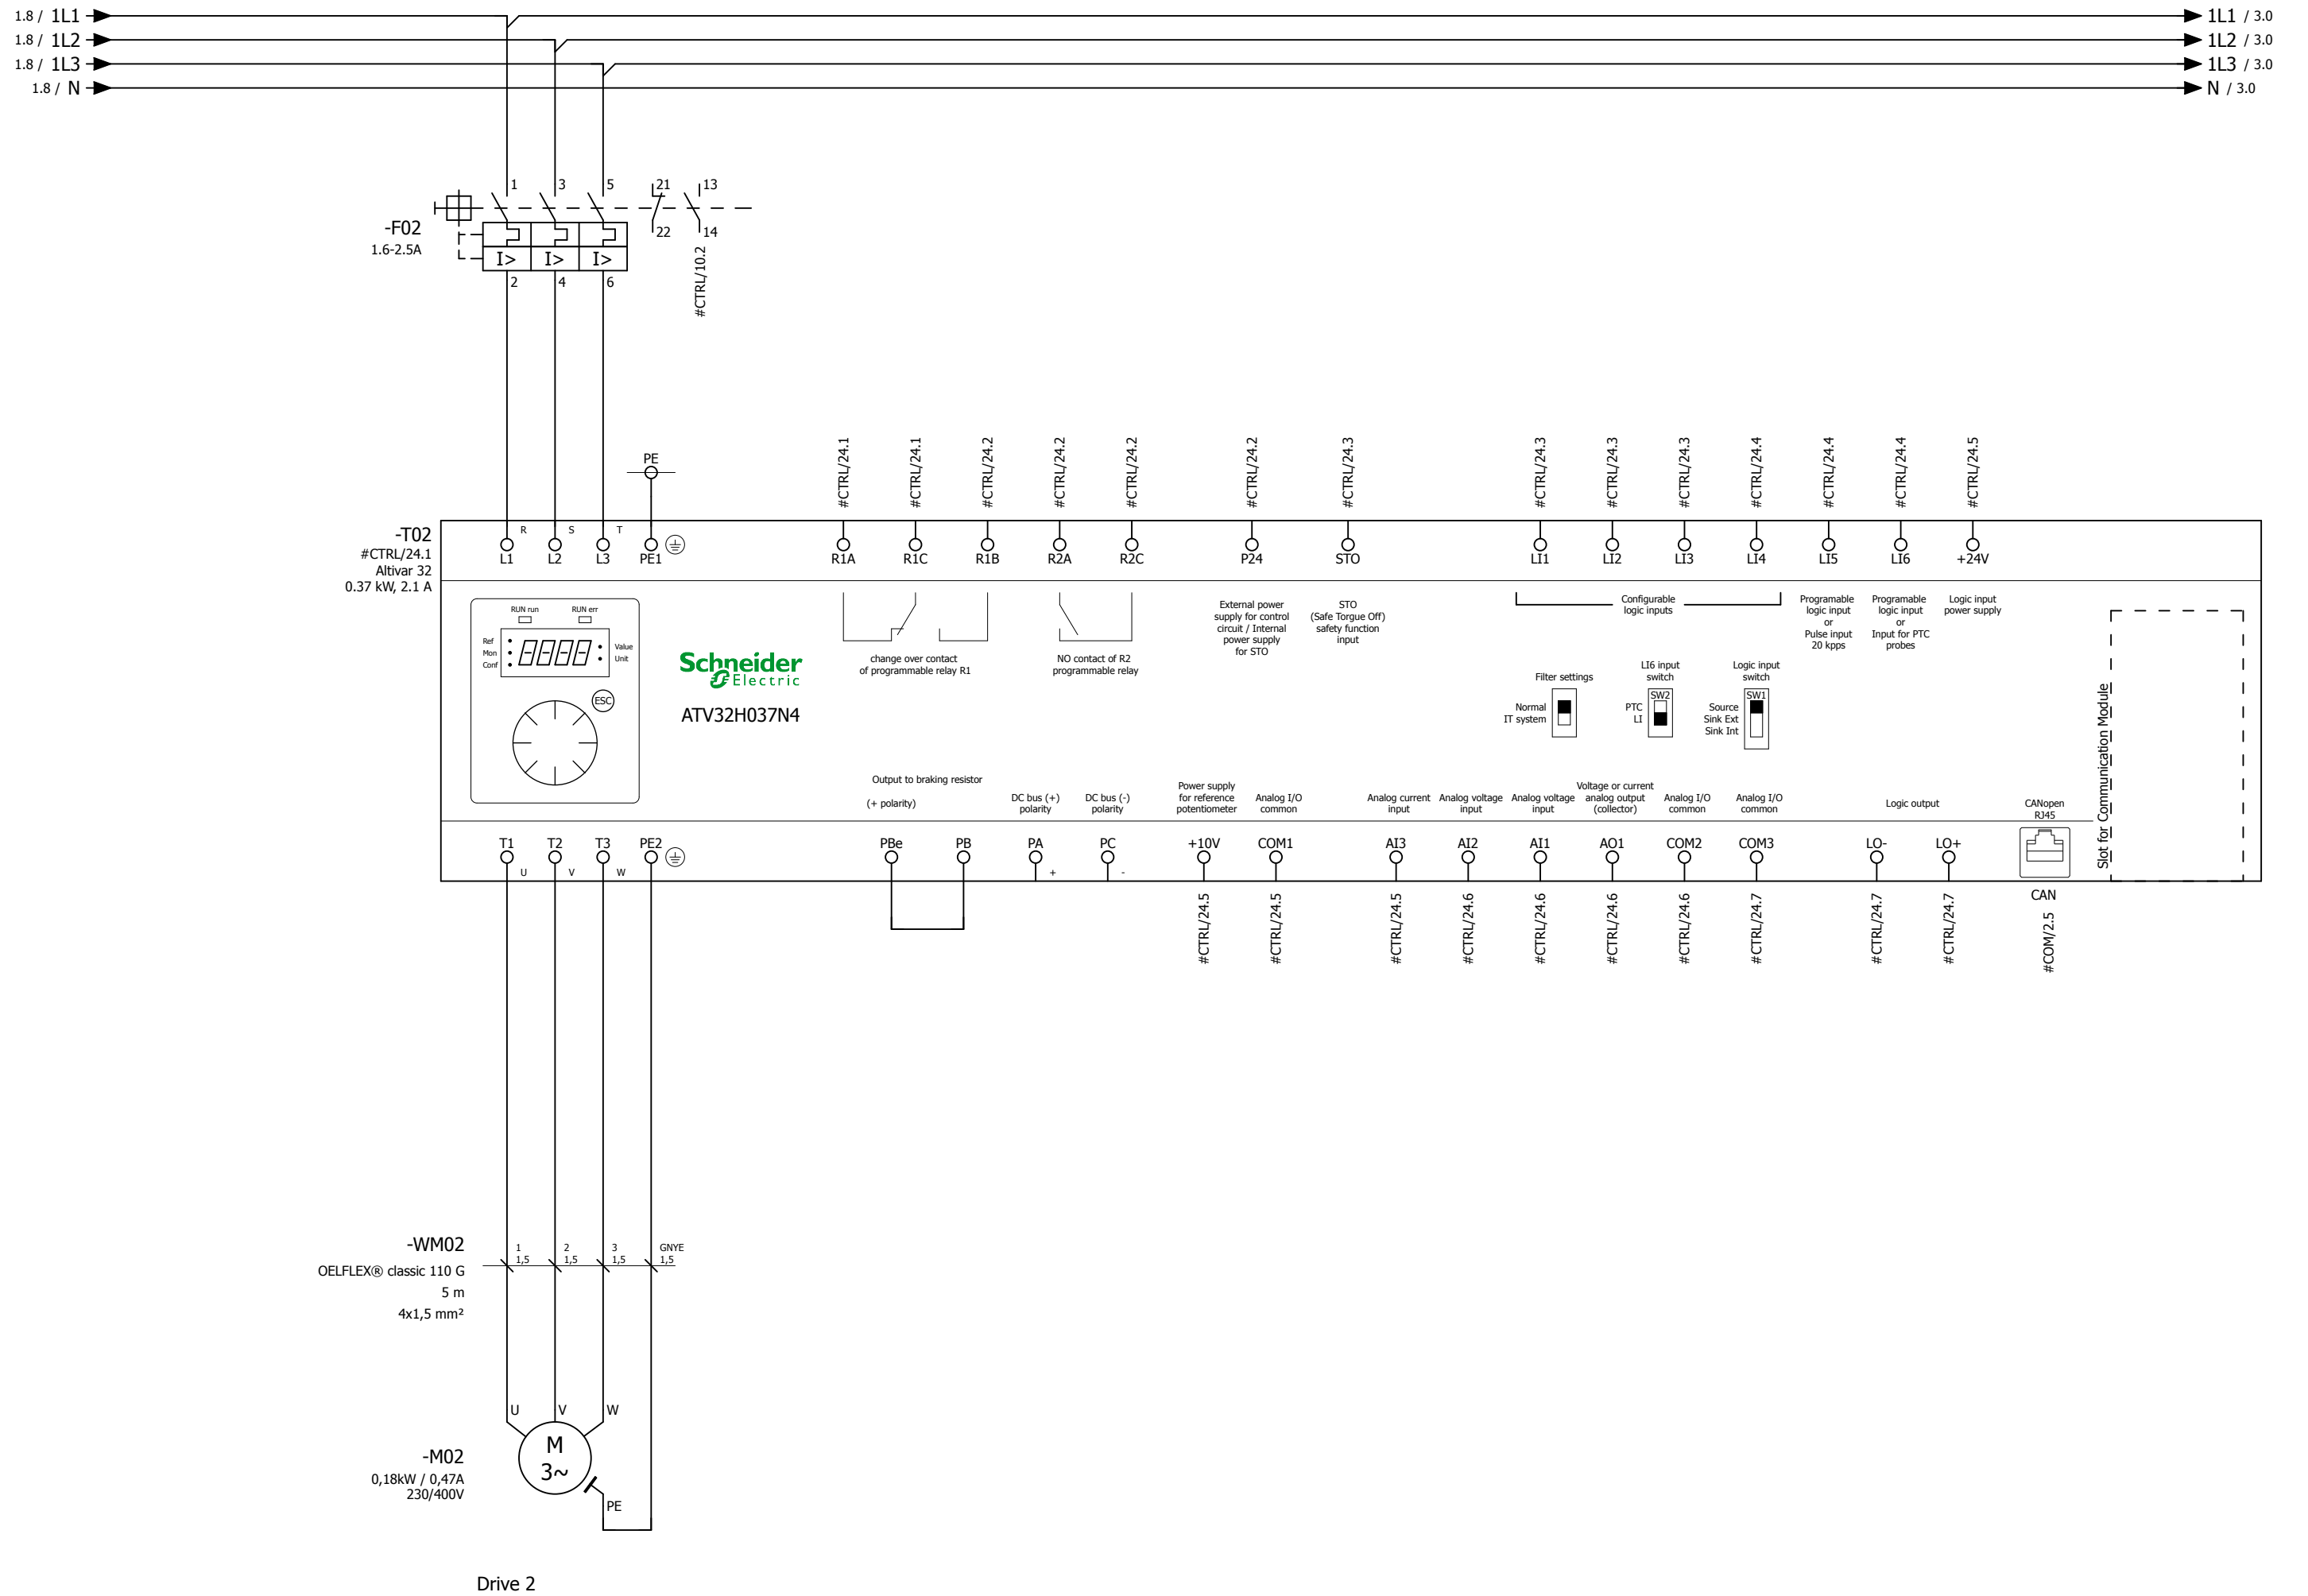 1.8 / 1L1
1L1 / 3.0
1.8 / 1L2
1L2 / 3.0
1.8 / 1L3
1L3 / 3.0
1.8 / N
N / 3.0
1 3 5 21 13
-F02
1.6-2.5A
22 14
I> I> I>
2 4 6
#CTRL/10.2
PE
#CTRL/24.1
#CTRL/24.1
#CTRL/24.2
#CTRL/24.2
#CTRL/24.2
#CTRL/24.2
#CTRL/24.3
#CTRL/24.3
#CTRL/24.3
#CTRL/24.3
#CTRL/24.4
#CTRL/24.4
#CTRL/24.4
#CTRL/24.5
-T02
#CTRL/24.1
Altivar 32
0.37 kW, 2.1 A
R S T
L1 L2 L3 PE1 R1A R1C R1B R2A R2C P24 STO LI1 LI2 LI3 LI4 LI5 LI6 +24V
RUN run RUN err
Ref
Mon
Conf
Value
Unit
ESC
Schneider
Electric
ATV32H037N4
change over contact
of programmable relay R1
NO contact of R2
programmable relay
External power
supply for control
circuit / Internal
power supply
for STO
STO
(Safe Torgue Off)
safety function
input
Configurable
logic inputs
Programable
logic input
or
Pulse input
20 kpps
Programable
logic input
or
Input for PTC
probes
Logic input
power supply
Filter settings
Normal
IT system
LI6 input
switch
SW2
PTC
LI
Logic input
switch
SW1
Source
Sink Ext
Sink Int
Slot for Communication Module
Output to braking resistor
(+ polarity)
DC bus (+)
polarity
DC bus (-)
polarity
Power supply
for reference
potentiometer
Analog I/O
common
Analog current
input
Analog voltage
input
Analog voltage
input
Voltage or current
analog output
(collector)
Analog I/O
common
Analog I/O
common
Logic output
CANopen
RJ45
T1 T2 T3 PE2 PBe PB PA PC +10V COM1 AI3 AI2 AI1 AO1 COM2 COM3 LO- LO+
U V W + -
CAN
#CTRL/24.5
#CTRL/24.5
#CTRL/24.5
#CTRL/24.6
#CTRL/24.6
#CTRL/24.6
#CTRL/24.6
#CTRL/24.7
#CTRL/24.7
#CTRL/24.7
#COM/2.5
-WM02
OELFLEX® classic 110 G
5 m
4x1,5 mm²
1 2 3 GNYE
1,5 1,5 1,5 1,5
U V W
M
3~
-M02
0,18kW / 0,47A
230/400V
PE
Drive 2